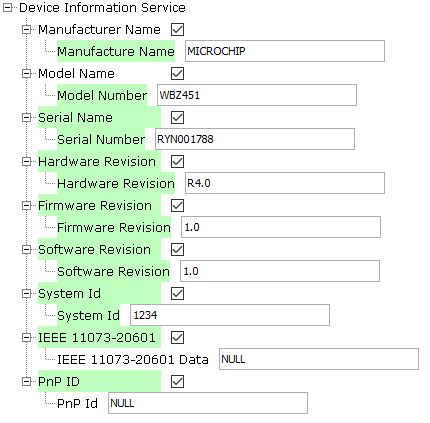 Device Information Service
Manufacturer Name
Manufacture Name MICROCHIP
Model Name
Model Number WBZ451
Serial Name
Serial Number RYN001788
Hardware Revision
Hardware Revision R4.0
Firmware Revision
Firmware Revision 1.0
Software Revision
Software Revision 1.0
System Id
System Id 1234
IEEE 11073-20601
IEEE 11073-20601 Data NULL
PnP ID
PnP Id NULL